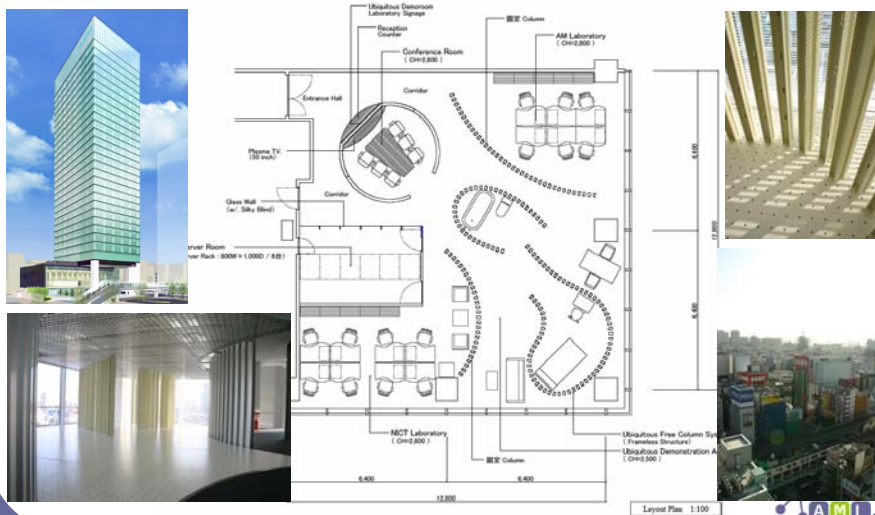 Ubiquitous Demoroom
Laboratory Signage
Reception
Counter
Conference Room
(CH=2,800)
固定 Column
AM Laboratory
(CH=2,800)
Corridor
Entrance Hall
Plasma TV.
(50 inch)
Corridor
Glass Wall
(w/. Silky Blind)
erver Room
ver Rack : 800W × 1,000D / 8台)
6,400
12,800
6,400
NICT Laboratory
(CH=2,800)
固定 Column
Ubiquitous Free Column Sys
(Frameless Structure)
Ubiquitous Demonstration A
(CH=2,500)
6,400
6,400
12,800
Layout Plan 1:100
AMI